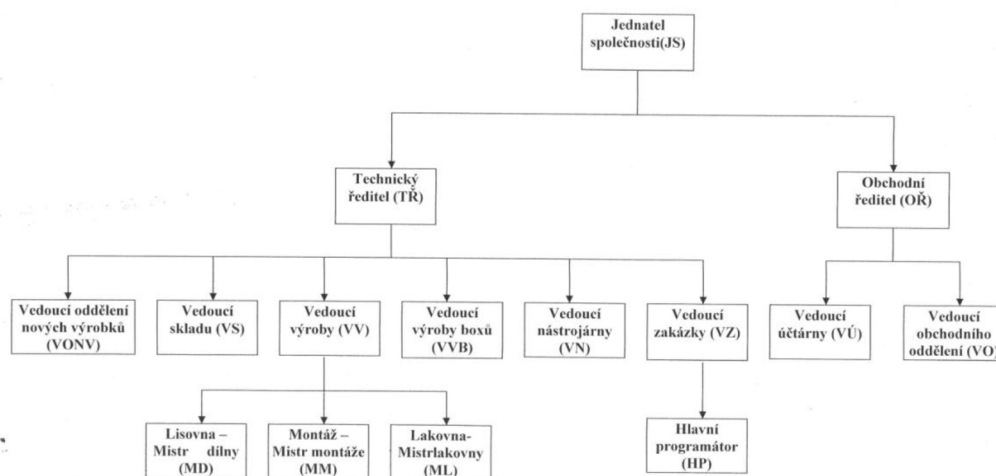 Jednatel
společnosti(JS)
Technický
ředitel (TŘ)
Obchodní
ředitel (OŘ)
Vedoucí oddělení
nových výrobků
(VONV)
Vedoucí
skladu (VS)
Vedoucí
výroby (VV)
Vedoucí
výroby boxů
(VVB)
Vedoucí
nástrojárny (VN)
Vedoucí
zakázky (VZ)
Vedoucí
účtárny (VÚ)
Vedoucí
obchodního
oddělení (VO)
Lisovna –
Mistr dílny
(MD)
Montáž –
Mistr montáže
(MM)
Lakovna-
Mistrlakovny
(ML)
Hlavní
programátor
(HP)